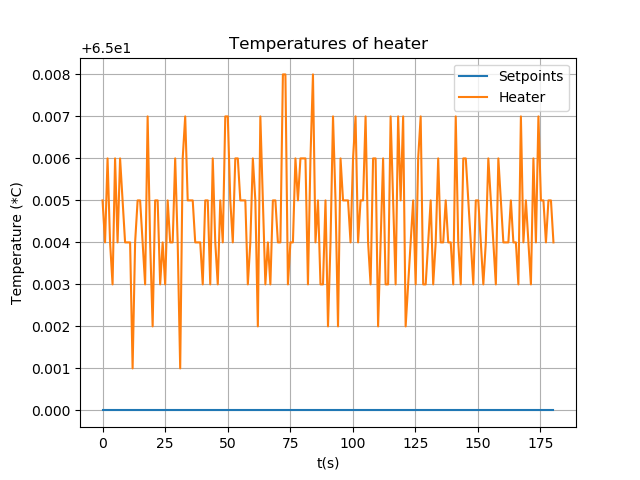 Temperatures of heater
+6.5e1
Setpoints
Heater
0.008
0.007
0.006
0.005
0.004
0.003
0.002
0.001
0.000
Temperature (*C)
0 25 50 75 100 125 150 175
t(s)